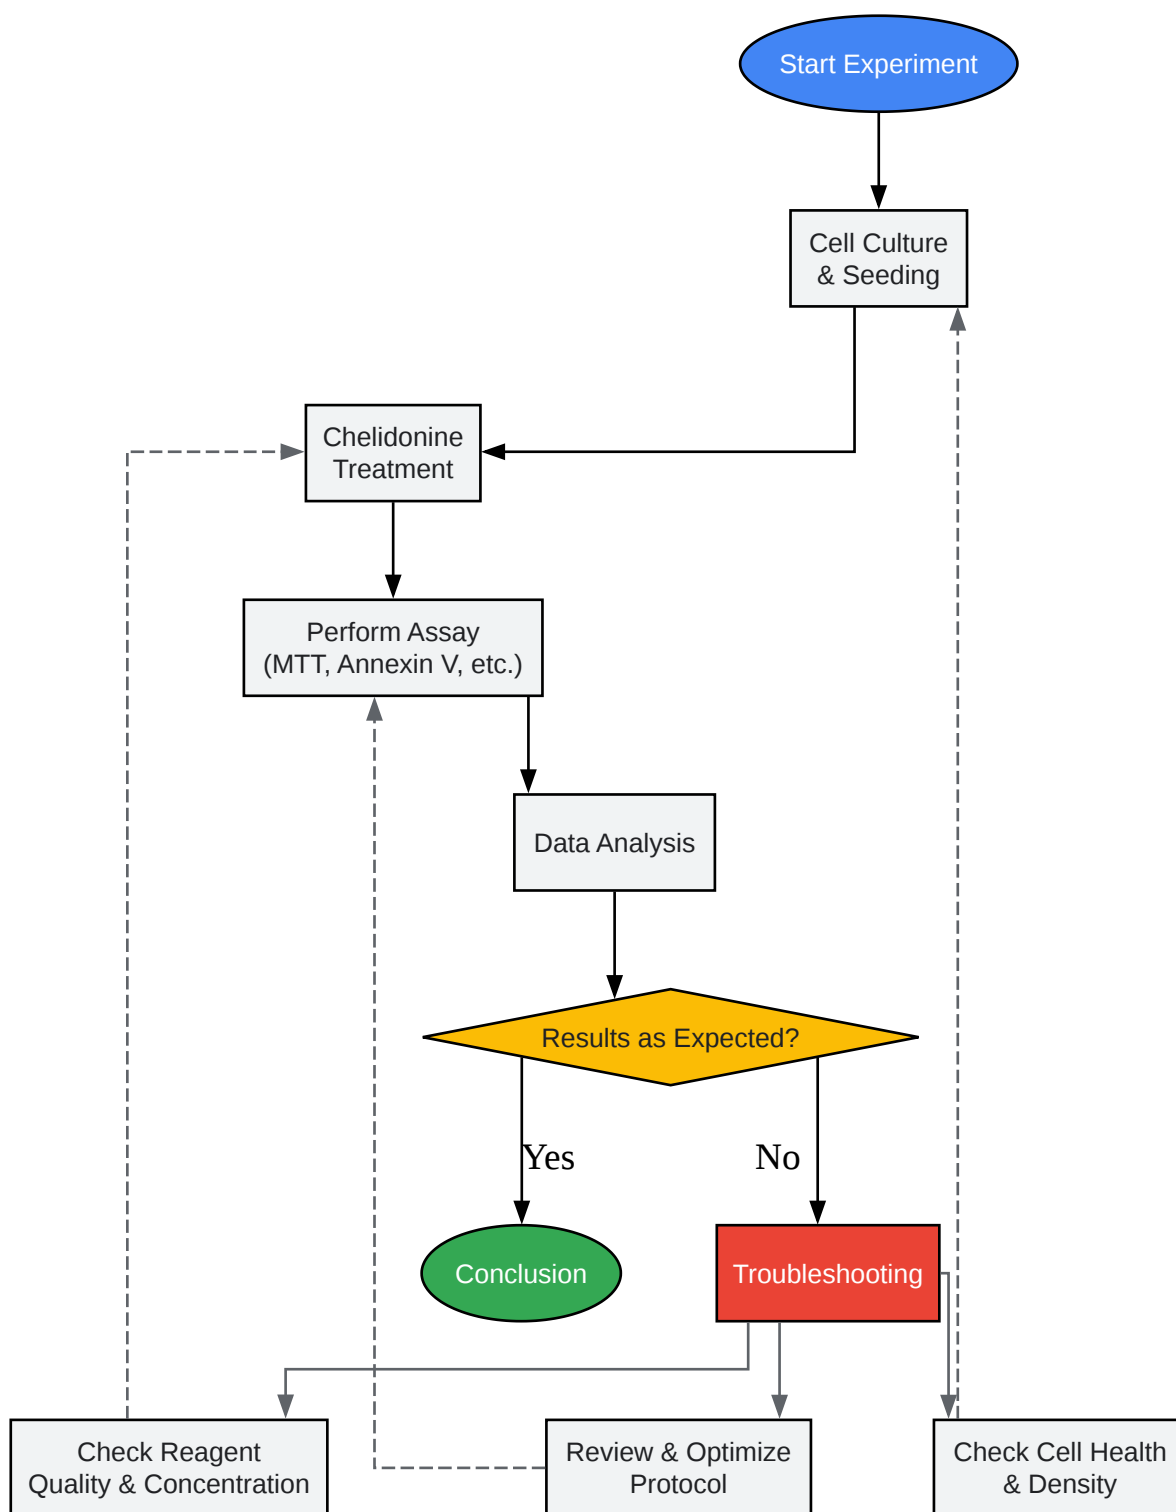 Start Experiment
Cell Culture
& Seeding
Chelidonine
Treatment
Perform Assay
(MTT, Annexin V, etc.)
Data Analysis
Results as Expected?
Yes
No
Conclusion
Troubleshooting
Check Reagent
Quality & Concentration
Review & Optimize
Protocol
Check Cell Health
& Density